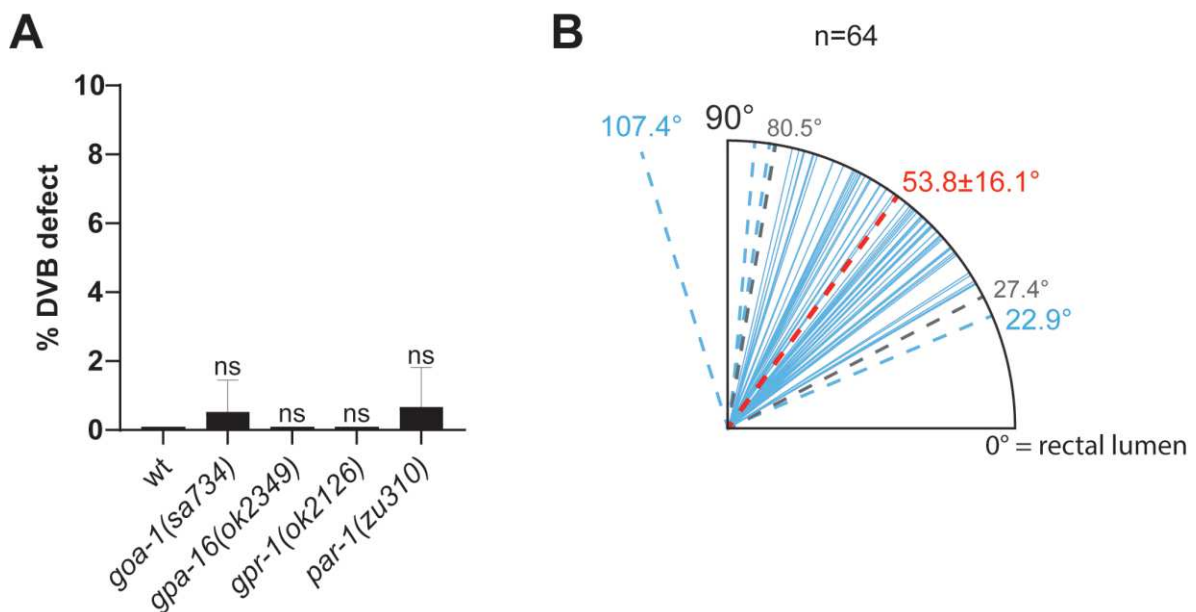 A
% DVB defect
10
8
6
4
2
0
ns
ns
ns
ns
wt
goa-1(sa734)
gpa-16(ok2349)
gpr-1(ok2126)
par-1(zu310)
B
n=64
107.4°
90°
80.5°
53.8±16.1°
27.4°
22.9°
0° = rectal lumen